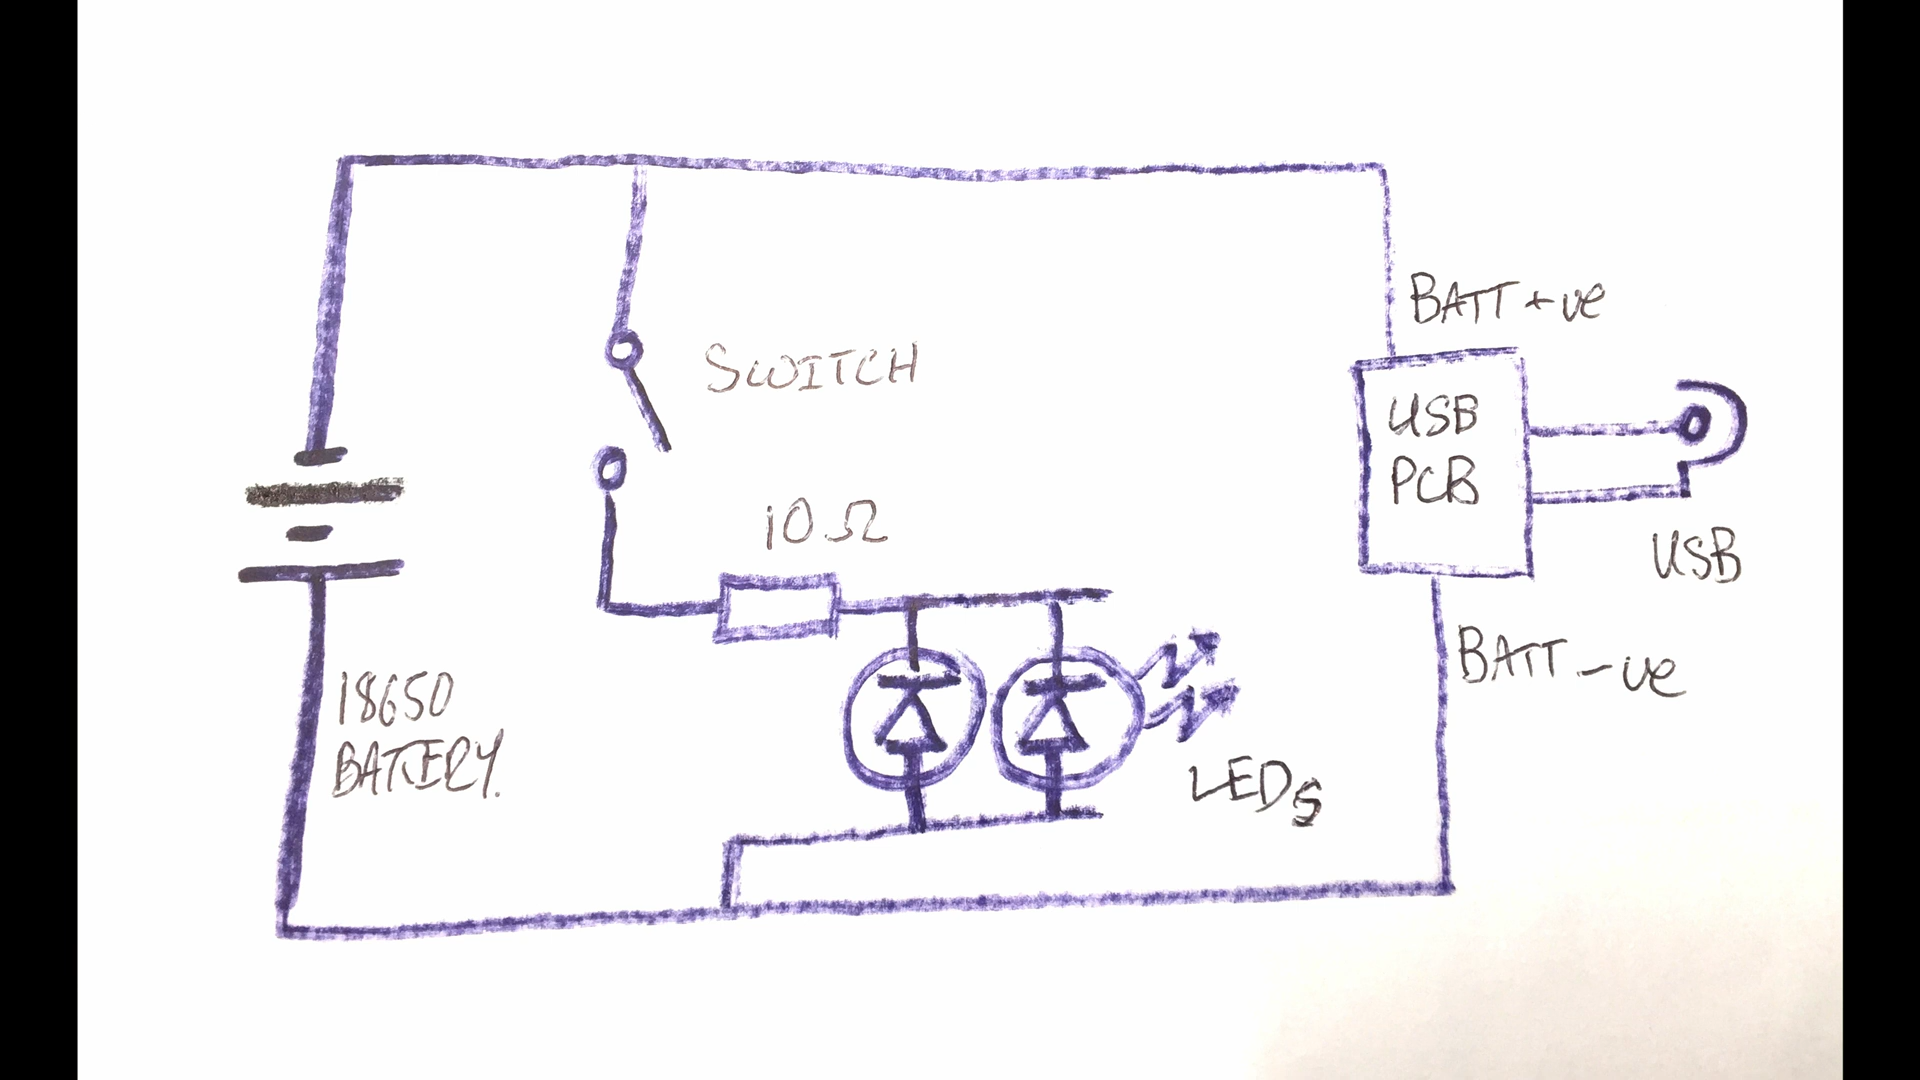 BATT +ve
SWITCH
USB
PCB
10Ω
USB
BATT -ve
18650
BATTERY.
LEDs